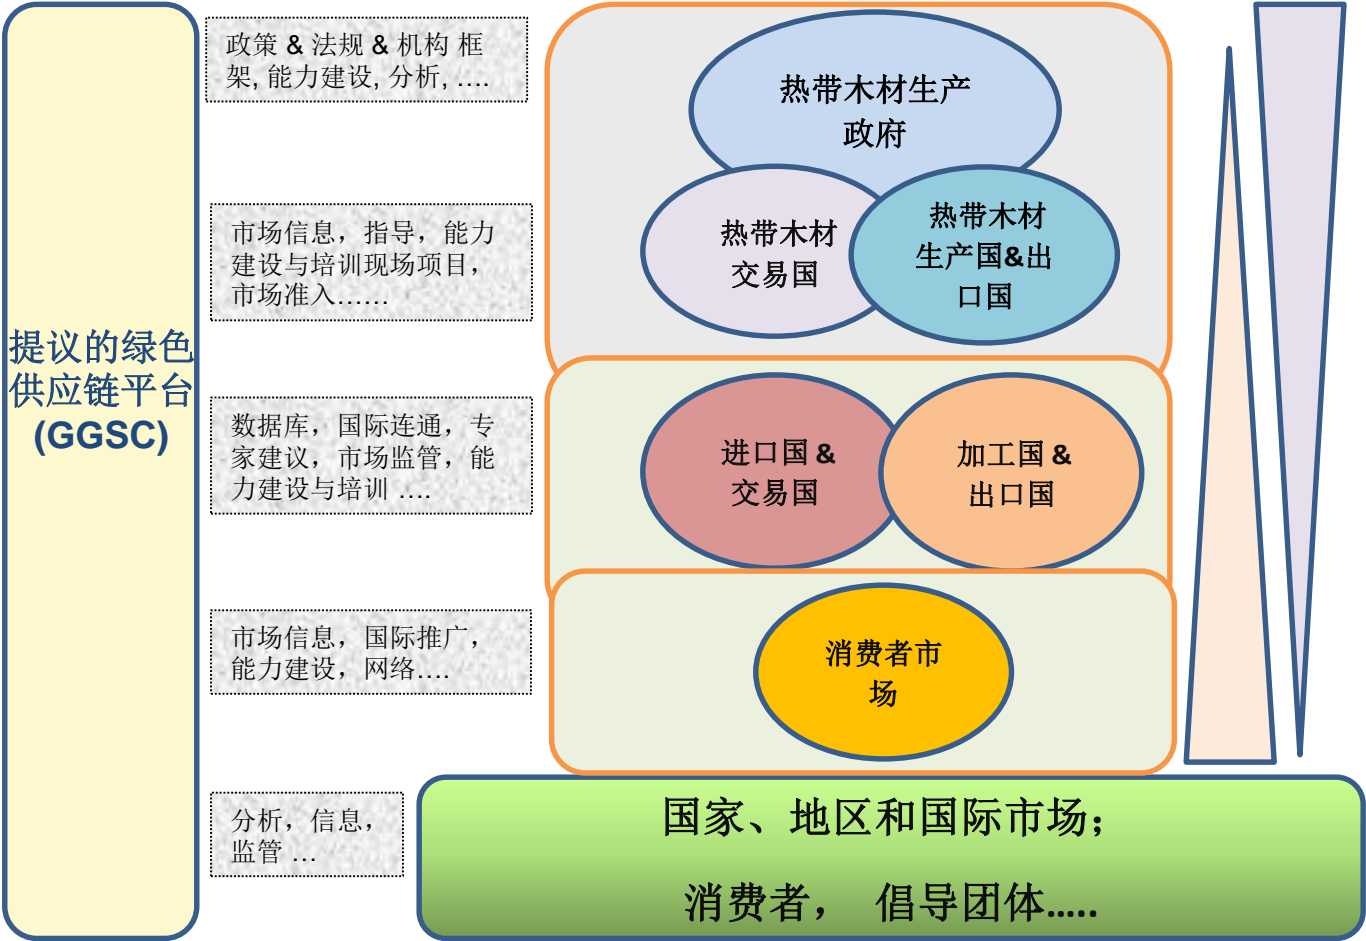 提议的绿色
供应链平台
(GGSC)
政策 & 法规 & 机构 框
架, 能力建设, 分析, ....
市场信息，指导，能力
建设与培训现场项目，
市场准入......
数据库，国际连通，专
家建议，市场监管，能
力建设与培训 ....
市场信息，国际推广，
能力建设，网络....
分析，信息，
监管 ...
热带木材生产
政府
热带木材
交易国
热带木材
生产国&出
口国
进口国 &
交易国
加工国 &
出口国
消费者市
场
国家、地区和国际市场；
消费者， 倡导团体.....